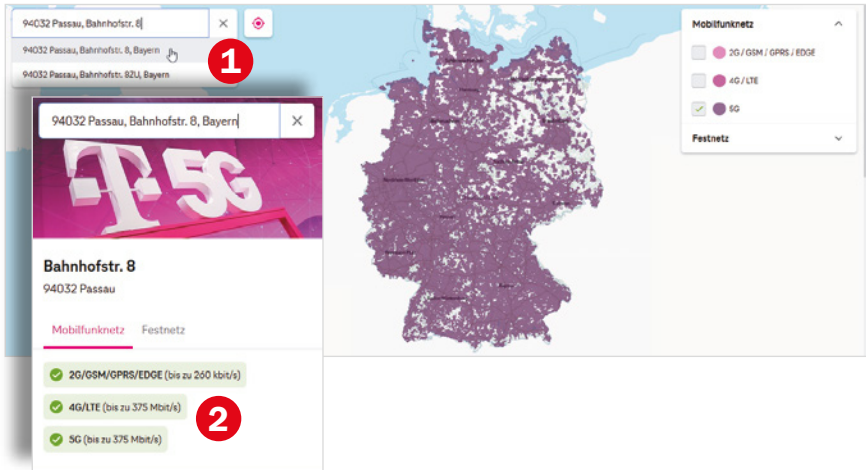 94032 Passau, Bahnhofstr. 8
94032 Passau, Bahnhofstr. 8, Bayern
94032 Passau, Bahnhofstr. 82U, Bayern
1
Mobilfunknetz
2G / GSM / GPRS / EDGE
4G / LTE
5G
Festnetz
94032 Passau, Bahnhofstr. 8, Bayern
T 5G
Bahnhofstr. 8
94032 Passau
Mobilfunknetz Festnetz
2G/GSM/GPRS/EDGE (bis zu 260 kbit/s)
4G/LTE (bis zu 375 Mbit/s)
5G (bis zu 375 Mbit/s)
2